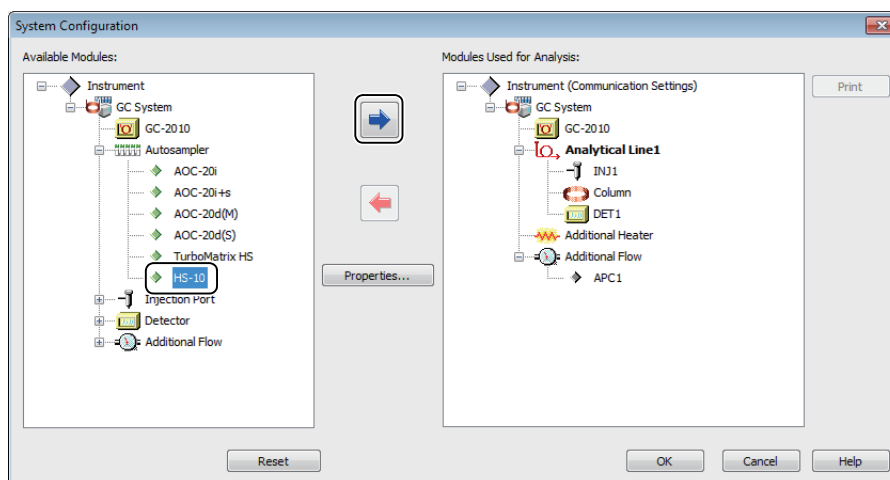 System Configuration
Available Modules:
Instrument
GC System
GC-2010
Autosampler
AOC-20i
AOC-20i+s
AOC-20d(M)
AOC-20d(S)
TurboMatrix HS
HS-10
Injection Port
Detector
Additional Flow
Properties...
Modules Used for Analysis:
Instrument (Communication Settings)
GC System
GC-2010
Analytical Line1
INJ1
Column
DET1
Additional Heater
Additional Flow
APC1
Print
Reset
OK
Cancel
Help